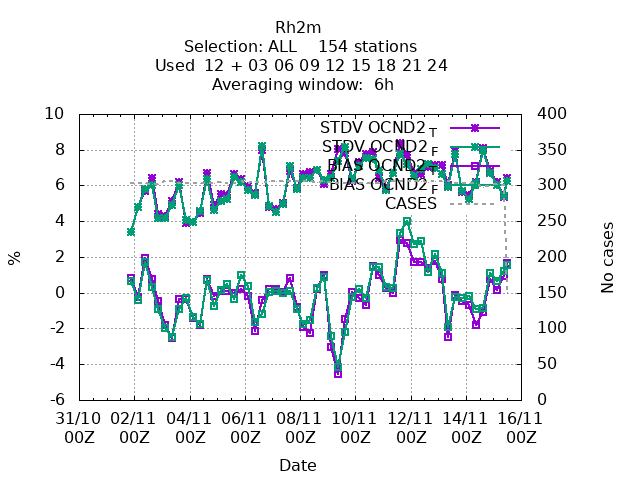 Rh2m
Selection: ALL    154 stations
Used  12 + 03 06 09 12 15 18 21 24
Averaging window:  6h
10 400
STDV OCND2 T
8 350
STDV OCND2 F
BIAS OCND2 T
6 300
BIAS OCND2 F
CASES
4 250
2 200
%
No cases
0 150
-2 100
-4 50
-6 0
31/10 02/11 04/11 06/11 08/11 10/11 12/11 14/11 16/11
00Z 00Z 00Z 00Z 00Z 00Z 00Z 00Z 00Z
Date